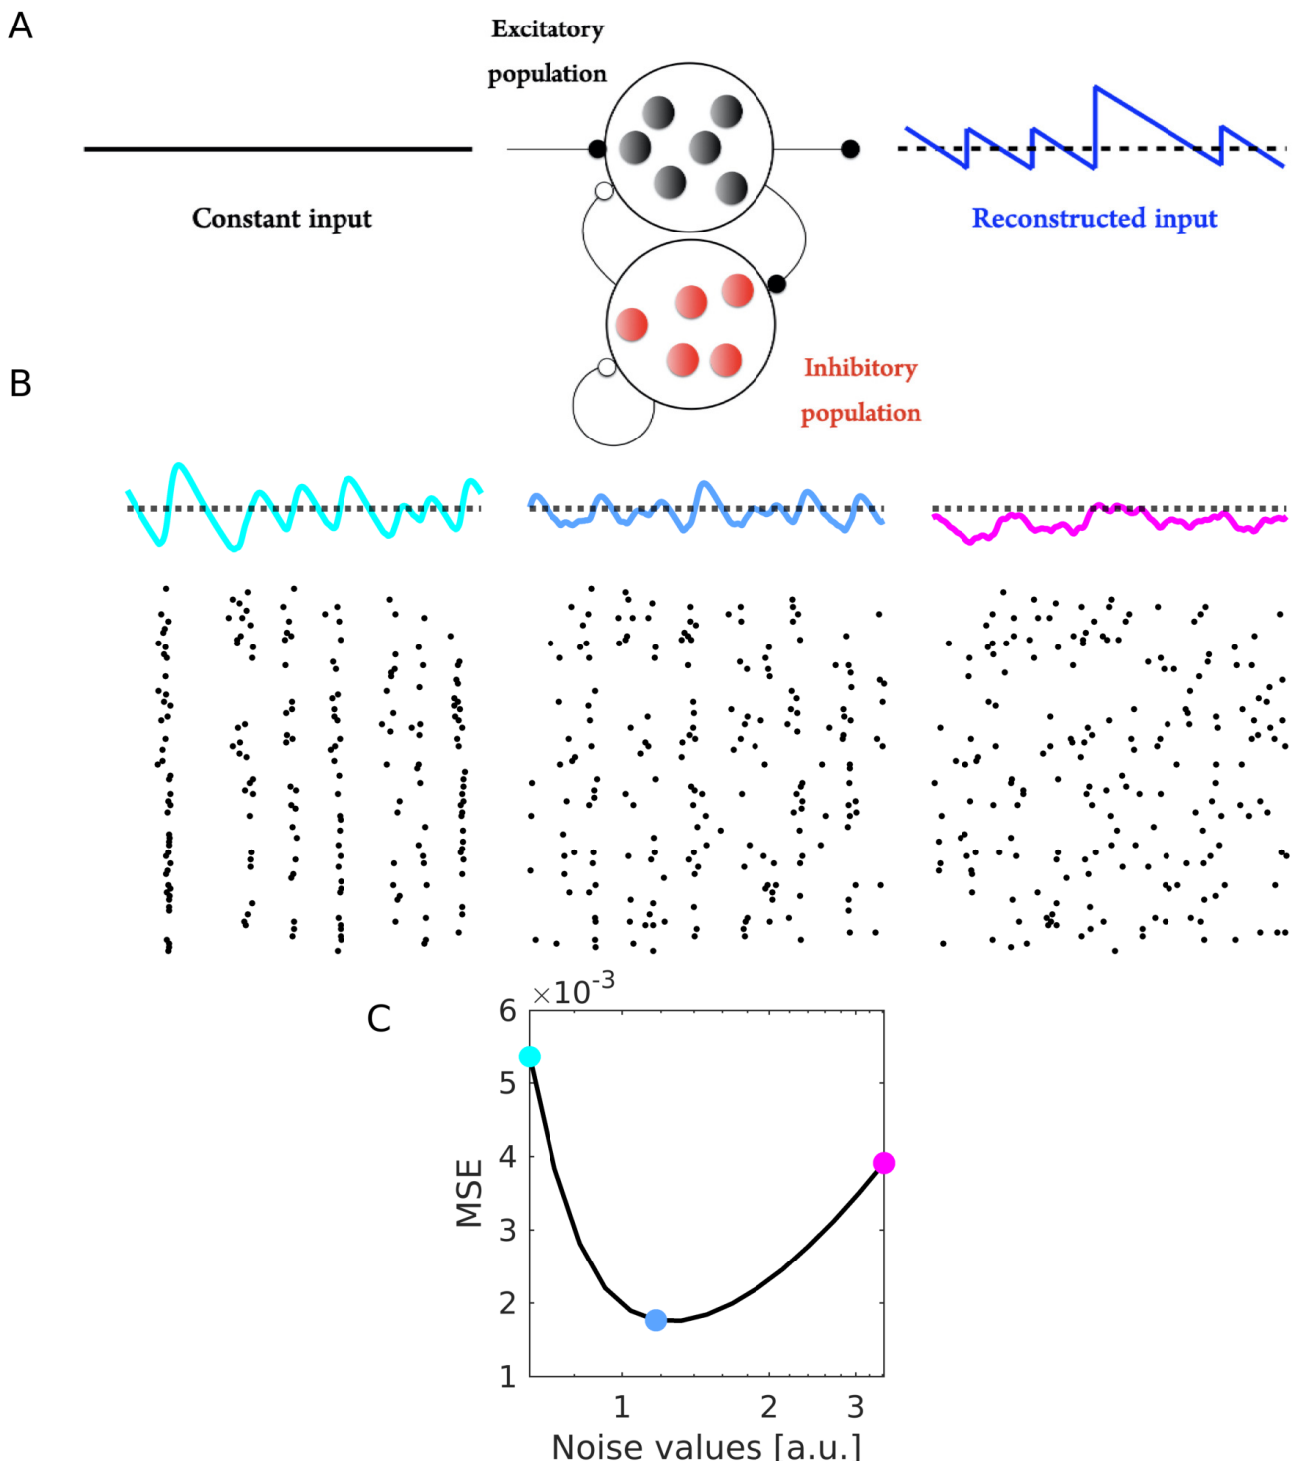 A
Excitatory
population
Constant input
Reconstructed input
Inhibitory
population
B
C
×10⁻³
6
5
4
3
2
1
MSE
1 2 3
Noise values [a.u.]